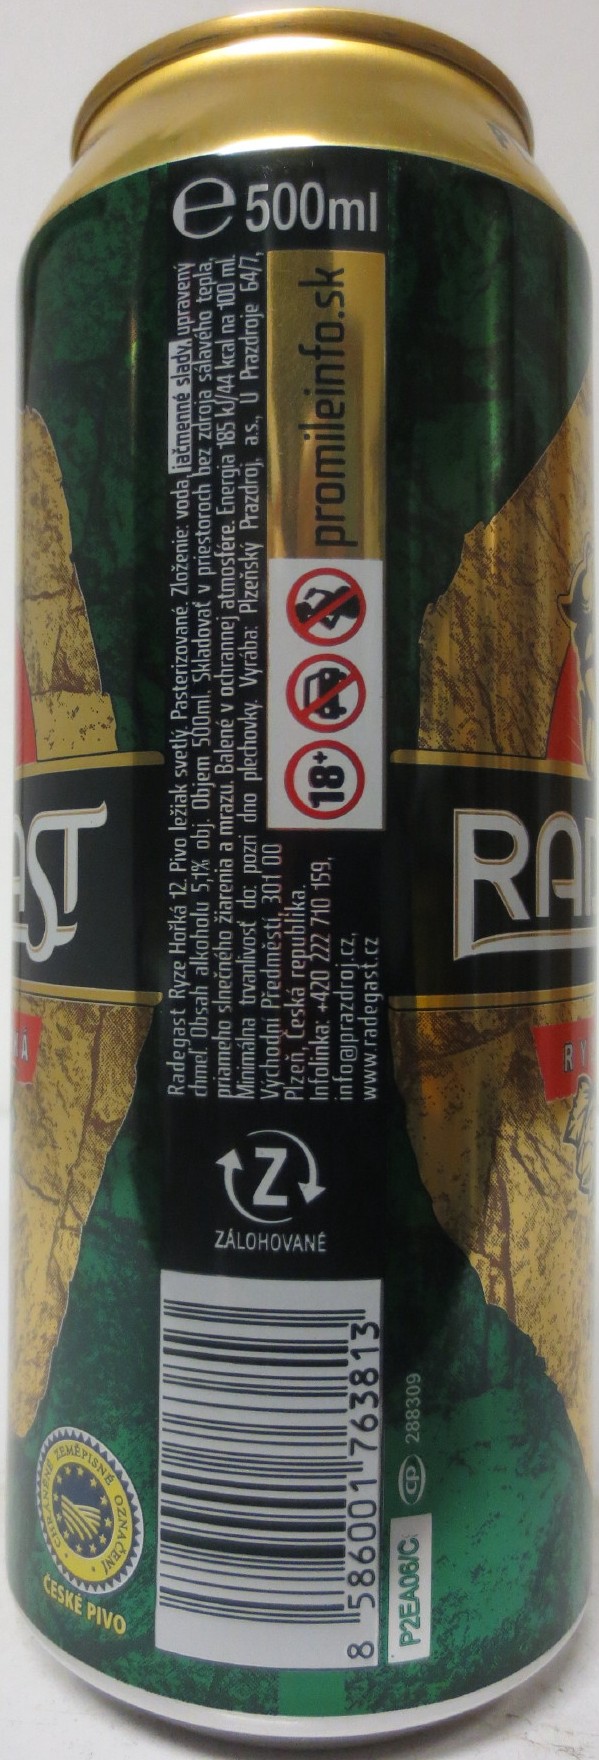 ℮ 500ml
Radegast Ryze Hořká 12. Pivo ležiak svetlý. Pasterizované. Zloženie: voda, jačmenné slady, upravený
chmeľ. Obsah alkoholu 5,1% obj. Objem 500ml. Skladovať v priestoroch bez zdroja sálavého tepla,
priameho slnečného žiarenia a mrazu. Balené v ochrannej atmosfére. Energia 185 kJ/44 kcal na 100 ml.
Minimálna trvanlivosť do: pozri dno plechovky. Vyrába: Plzeňský Prazdroj, a.s., U Prazdroje 64/7,
Východní Předměstí, 301 00
Plzeň, Česká republika.
Infolinka: +420 222 710 159,
info@prazdroj.cz,
www.radegast.cz
promileinfo.sk
18+
AST
RA
KÁ
RY
Z
ZÁLOHOVANÉ
8 586001 763813
P2EA06/C
CP 288309
CHRÁNĚNÉ ZEMĚPISNÉ OZNAČENÍ
ČESKÉ PIVO